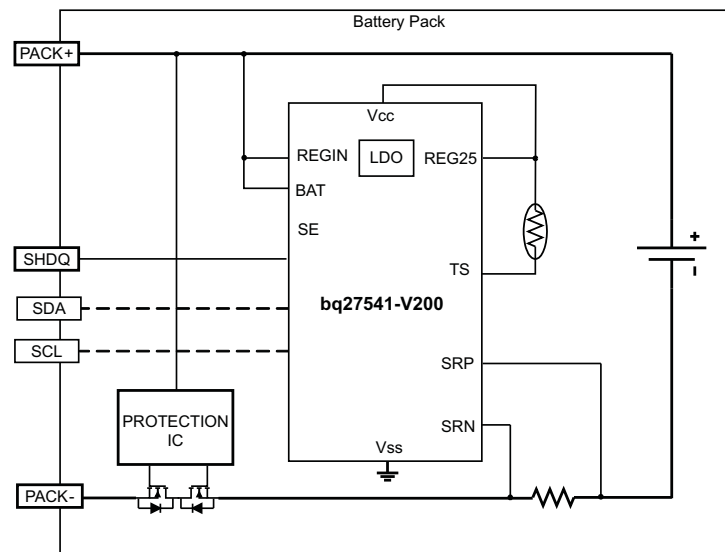 Battery Pack
PACK+
Vcc
REGIN
LDO
REG25
BAT
SE
SHDQ
TS
+
-
SDA
bq27541-V200
SCL
SRP
PROTECTION
IC
SRN
Vss
PACK-